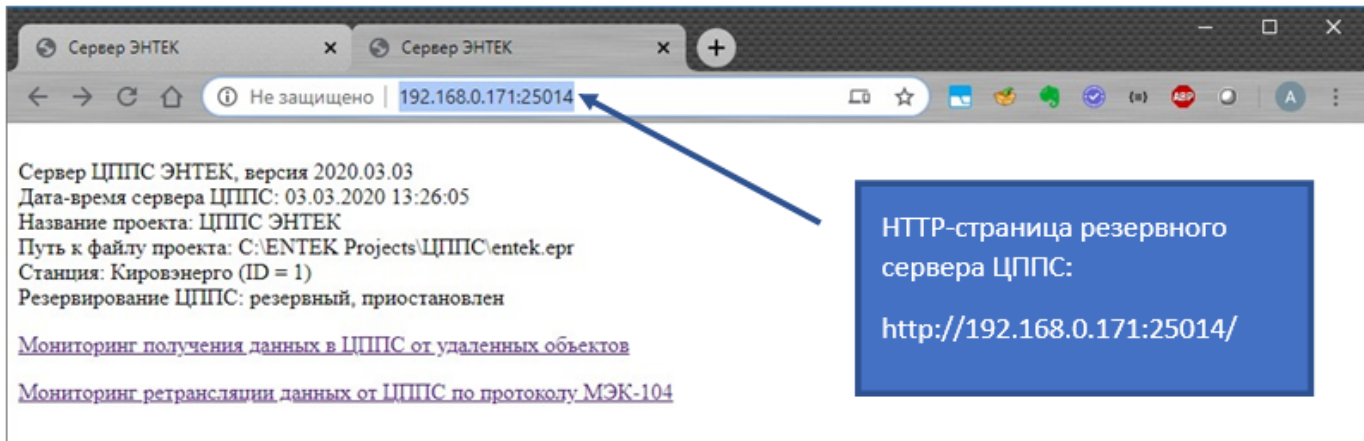 Сервер ЭНТЕК
Сервер ЭНТЕК
Не защищено
192.168.0.171:25014
ABP
A
Сервер ЦППС ЭНТЕК, версия 2020.03.03
Дата-время сервера ЦППС: 03.03.2020 13:26:05
Название проекта: ЦППС ЭНТЕК
Путь к файлу проекта: C:\ENTEK Projects\ЦППС\entek.epr
Станция: Кировэнерго (ID = 1)
Резервирование ЦППС: резервный, приостановлен
Мониторинг получения данных в ЦППС от удаленных объектов
Мониторинг ретрансляции данных от ЦППС по протоколу МЭК-104
HTTP-страница резервного
сервера ЦППС:
http://192.168.0.171:25014/